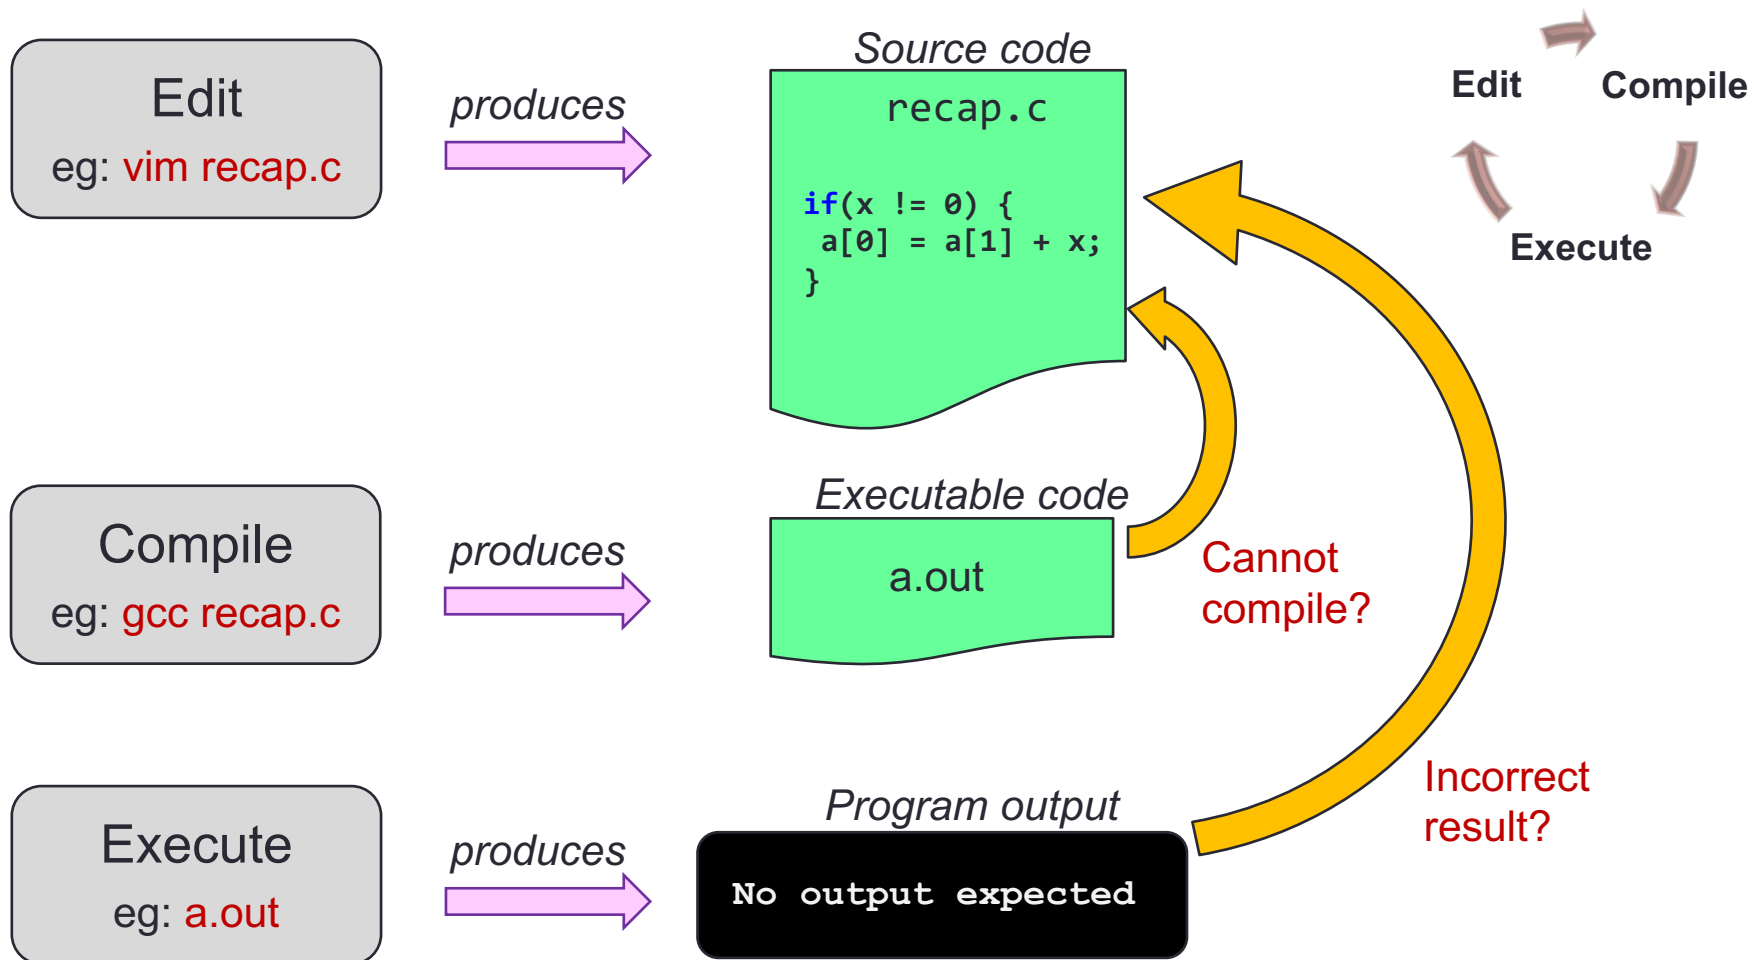 Edit
eg: vim recap.c
produces
Source code
recap.c
if(x != 0) {
a[0] = a[1] + x;
}
Edit
Compile
Execute
Compile
eg: gcc recap.c
produces
Executable code
a.out
Cannot
compile?
Execute
eg: a.out
produces
Program output
No output expected
Incorrect
result?